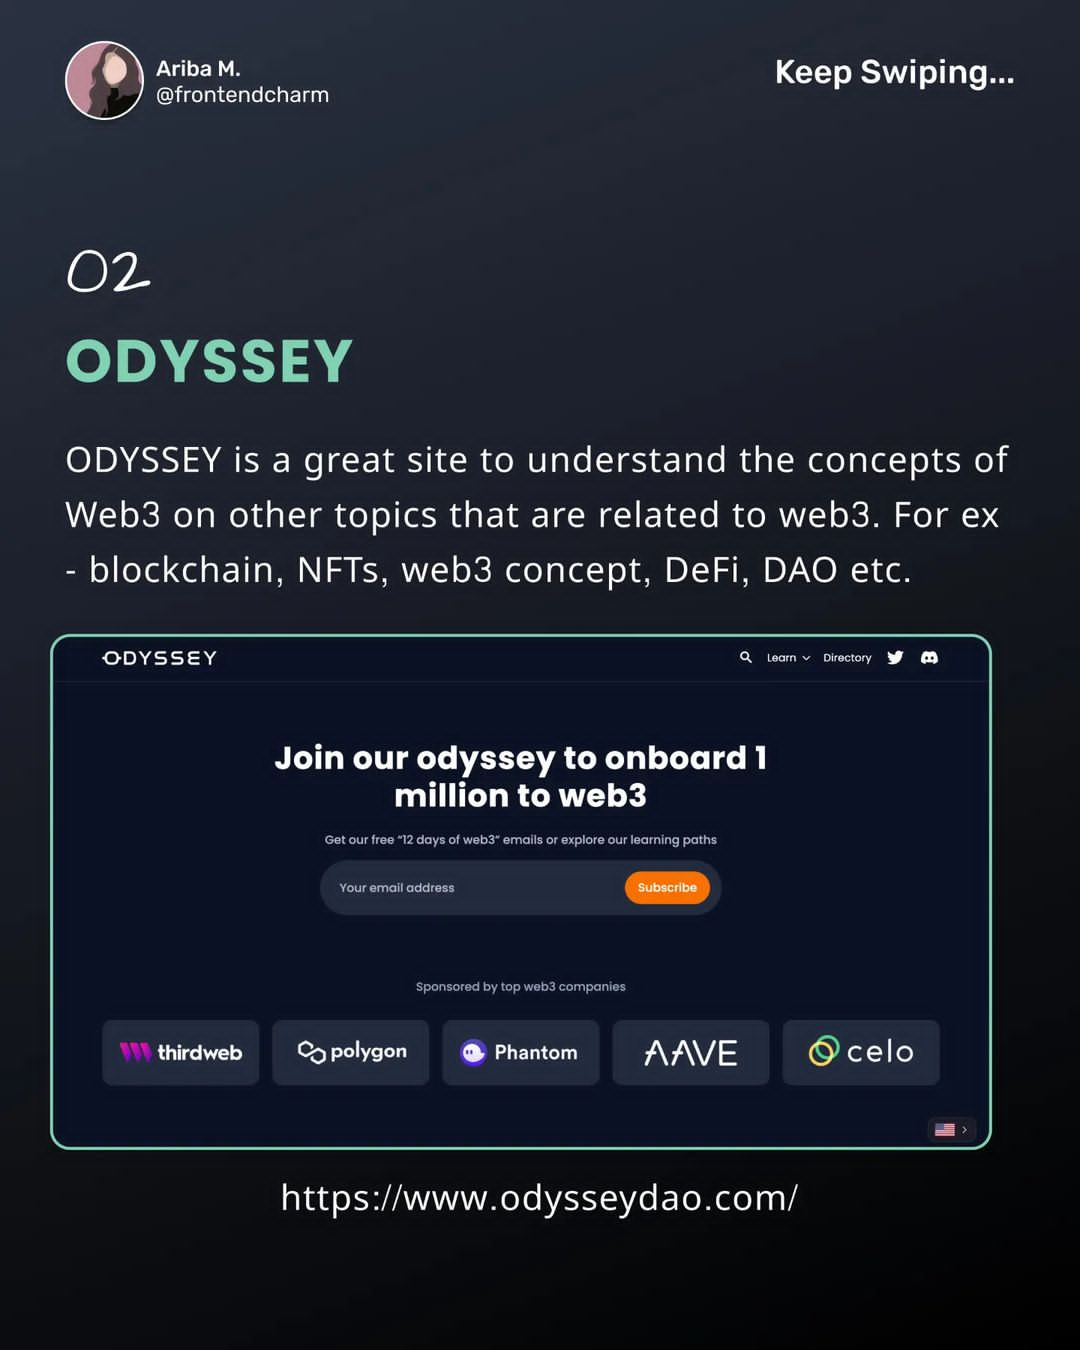 Ariba M.
@frontendcharm
Keep Swiping...
02
ODYSSEY
ODYSSEY is a great site to understand the concepts of
Web3 on other topics that are related to web3. For ex
- blockchain, NFTs, web3 concept, DeFi, DAO etc.
ODYSSEY
Learn
Directory
Join our odyssey to onboard 1
million to web3
Get our free “12 days of web3” emails or explore our learning paths
Your email address
Subscribe
Sponsored by top web3 companies
thirdweb
polygon
Phantom
AAVE
celo
https://www.odysseydao.com/